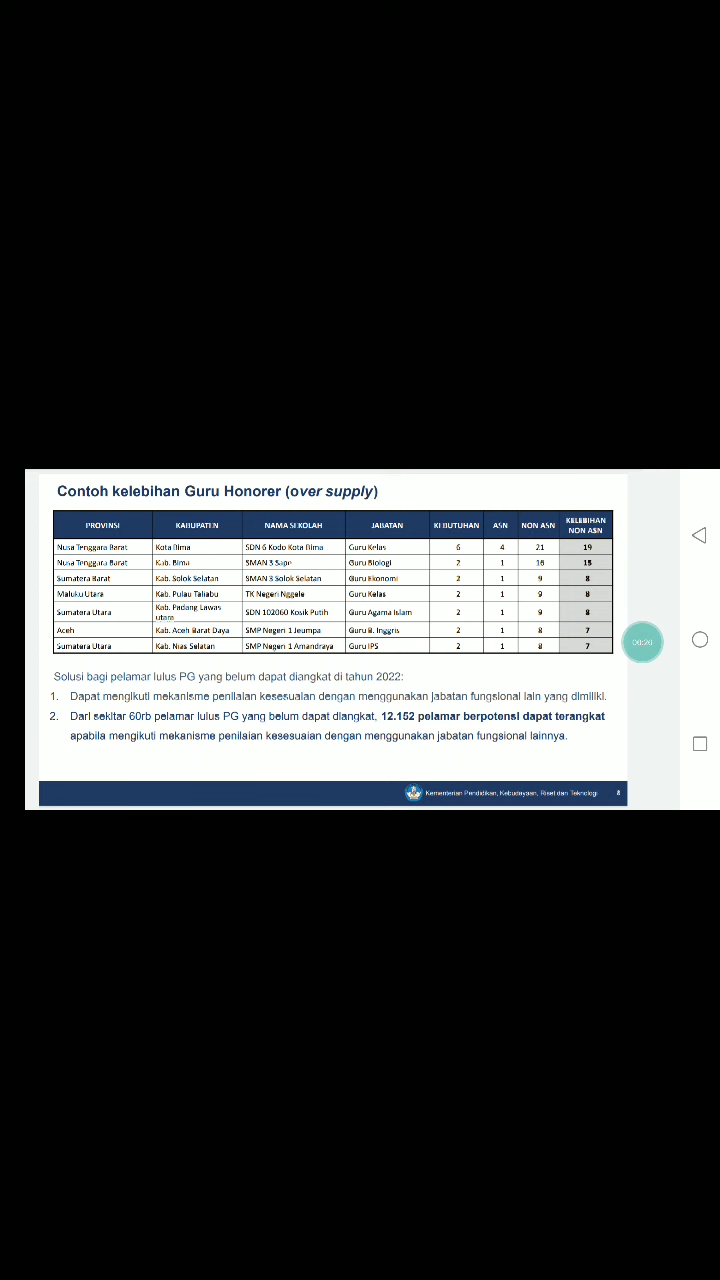 Contoh kelebihan Guru Honorer (over supply)
PROVINSI KABUPATEN NAMA SEKOLAH JABATAN KEBUTUHAN ASN NON ASN KELEBIHAN NON ASN
Nusa Tenggara Barat Kota Bima SDN 6 Kodo Kota Bima Guru Kelas 6 4 21 19
Nusa Tenggara Barat Kab. Bima SMAN 3 Sape Guru Biologi 2 1 16 15
Sumatera Barat Kab. Solok Selatan SMAN 3 Solok Selatan Guru Ekonomi 2 1 9 8
Maluku Utara Kab. Pulau Taliabu TK Negeri Nggele Guru Kelas 2 1 9 8
Sumatera Utara Kab. Padang Lawas utara SDN 102060 Kosik Putih Guru Agama Islam 2 1 9 8
Aceh Kab. Aceh Barat Daya SMP Negeri 1 Jeumpa Guru B. Inggris 2 1 8 7
Sumatera Utara Kab. Nias Selatan SMP Negeri 1 Amandraya Guru IPS 2 1 8 7
00:20
Solusi bagi pelamar lulus PG yang belum dapat diangkat di tahun 2022:
1. Dapat mengikuti mekanisme penilaian kesesuaian dengan menggunakan jabatan fungsional lain yang dimiliki.
2. Dari sekitar 60rb pelamar lulus PG yang belum dapat diangkat, 12.152 pelamar berpotensi dapat terangkat
apabila mengikuti mekanisme penilaian kesesuaian dengan menggunakan jabatan fungsional lainnya.
Kementerian Pendidikan, Kebudayaan, Riset dan Teknologi 8